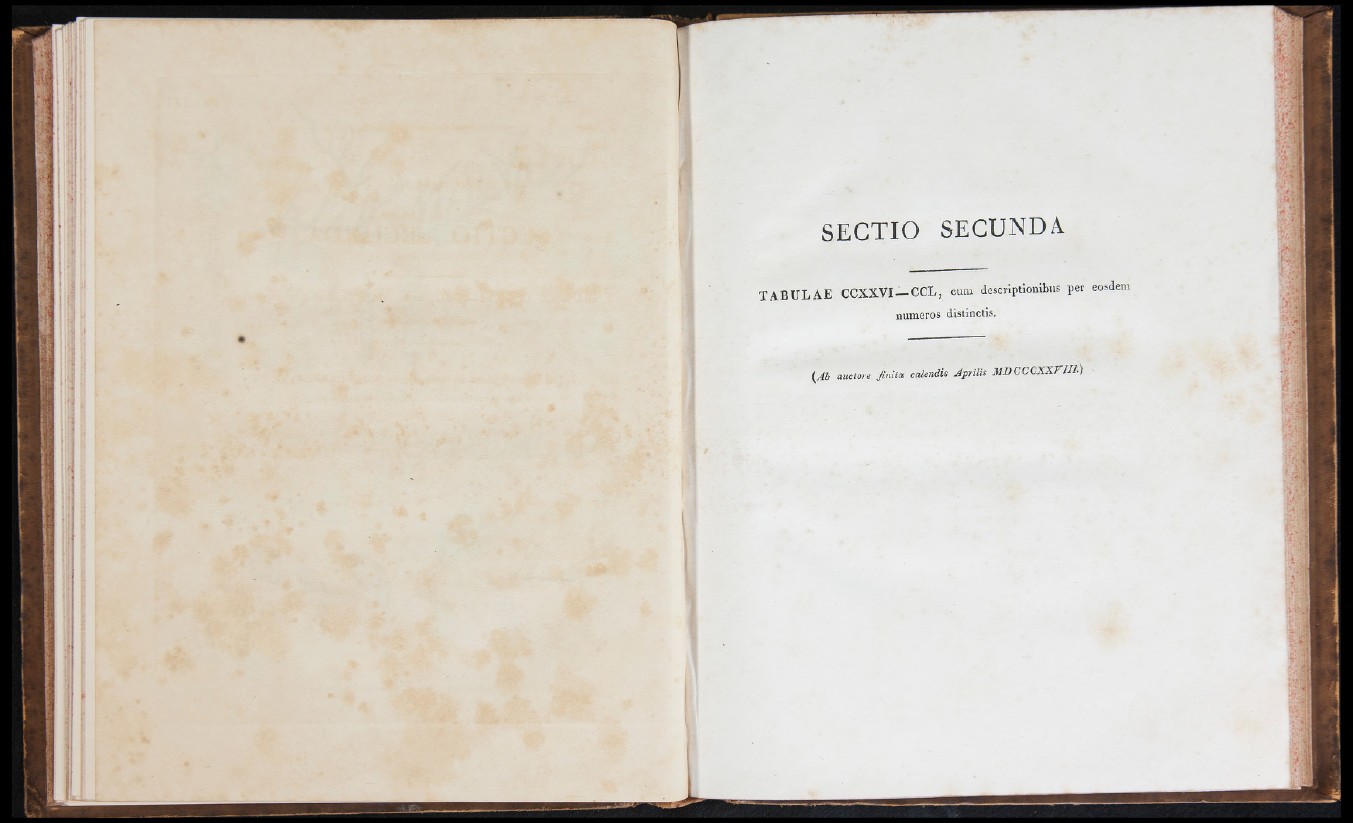 SECTIO SECUNDA
TABULAE CCXXVI—CCL, cum descriptionibus per eosdem
numeros distinctis.
(Ab auctore finitæ calendis Aprilis MDCCCXXVIII.)